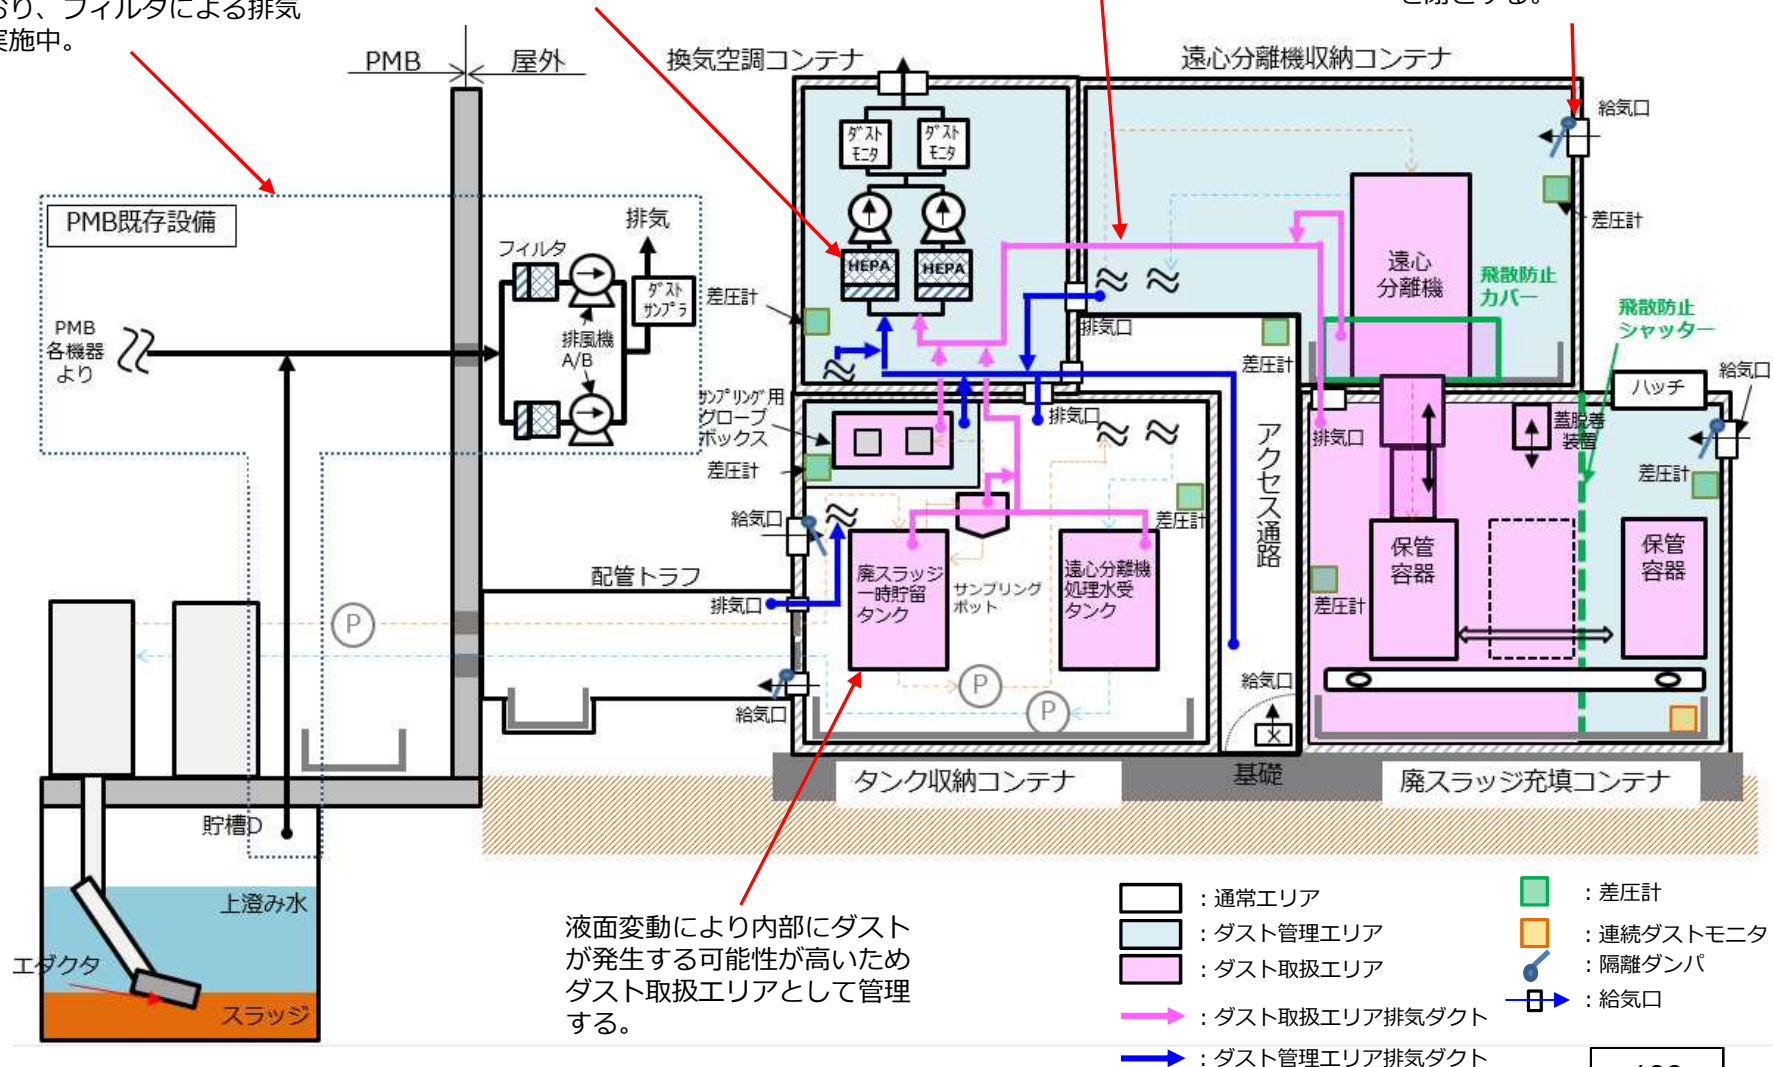 おり、フィルタによる排気
実施中。
を閉とする。
PMB
屋外
換気空調コンテナ
遠心分離機収納コンテナ
給気口
差圧計
ダスト
モニタ
ダスト
モニタ
PMB既存設備
フィルタ
排気
ダスト
サンプラ
排風機
A/B
PMB
各機器
より
HEPA
HEPA
差圧計
排気口
遠心
分離機
飛散防止
カバー
飛散防止
シャッター
差圧計
ハッチ
給気口
サンプリング用
グローブ
ボックス
差圧計
排気口
アクセス通路
排気口
蓋脱着
装置
差圧計
給気口
差圧計
配管トラフ
排気口
廃スラッジ
一時貯留
タンク
サンプリング
ポット
遠心分離機
処理水受
タンク
保管
容器
保管
容器
差圧計
P
P
P
給気口
給気口
タンク収納コンテナ
基礎
廃スラッジ充填コンテナ
貯槽D
上澄み水
エダクタ
スラッジ
液面変動により内部にダスト
が発生する可能性が高いため
ダスト取扱エリアとして管理
する。
:通常エリア
:ダスト管理エリア
:ダスト取扱エリア
:ダスト取扱エリア排気ダクト
:ダスト管理エリア排気ダクト
:差圧計
:連続ダストモニタ
:隔離ダンパ
:給気口